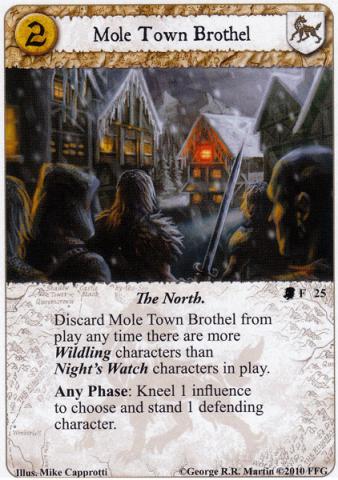 2
Mole Town Brothel
The North.
F 25
Discard Mole Town Brothel from
play any time there are more
Wildling characters than
Night's Watch characters in play.
Any Phase: Kneel 1 influence
to choose and stand 1 defending
character.
Illus. Mike Capprotti
©George R.R. Martin ©2010 FFG